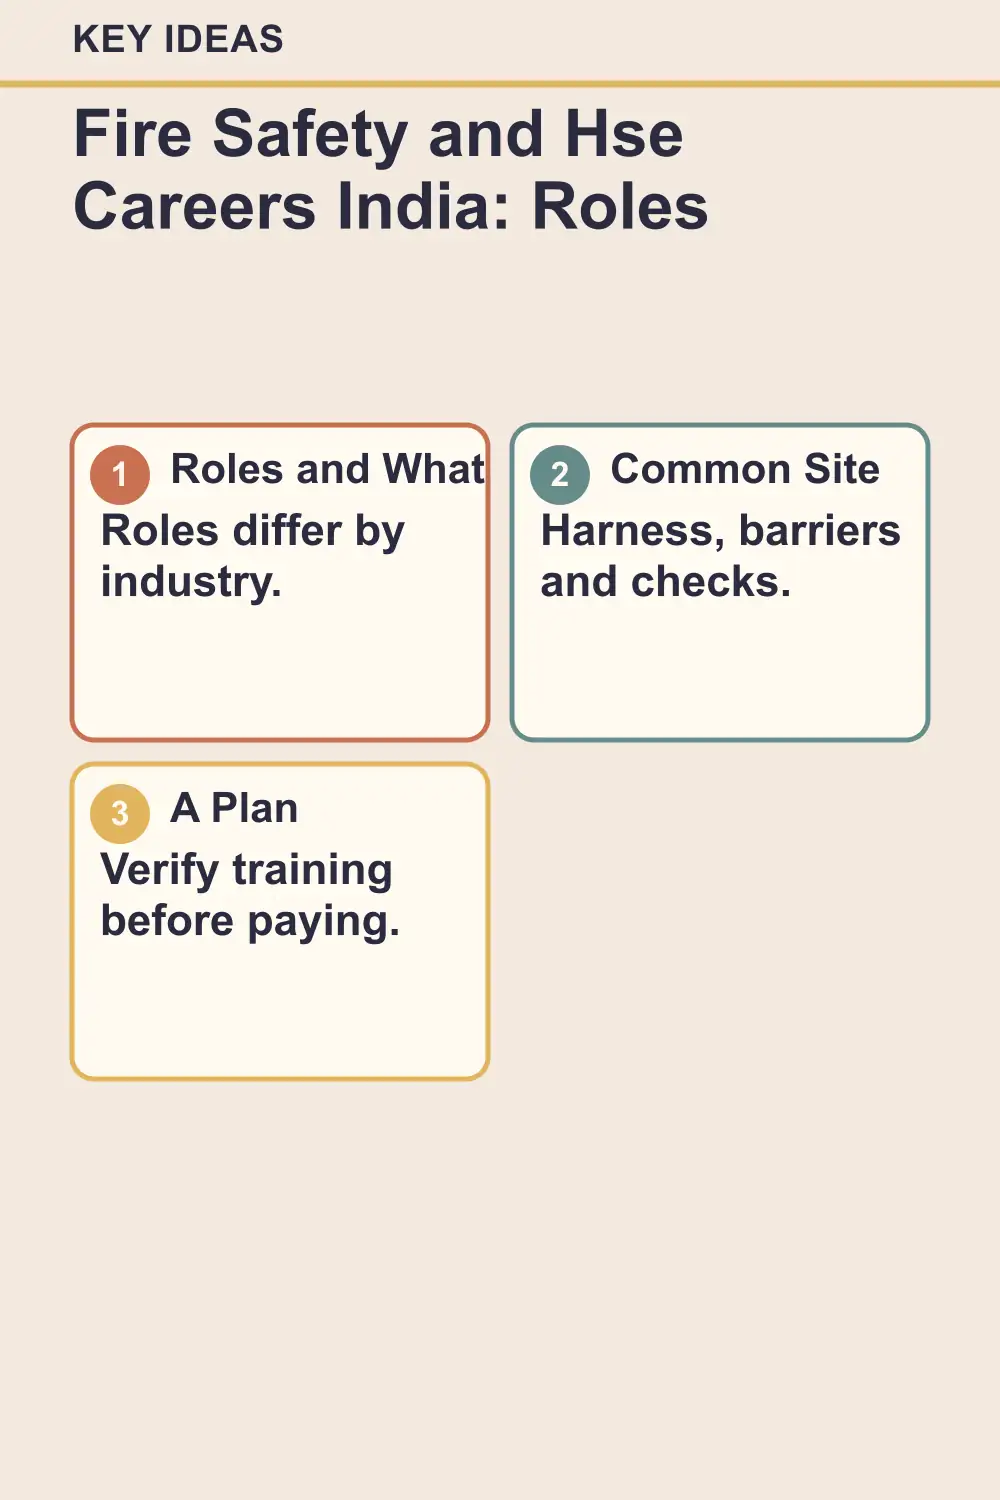 KEY IDEAS
Fire Safety and Hse
Careers India: Roles
1 Roles and What
Roles differ by
industry.
2 Common Site
Harness, barriers
and checks.
3 A Plan
Verify training
before paying.